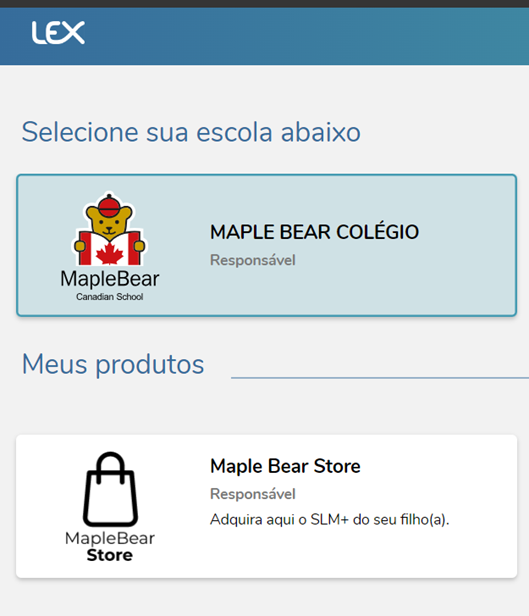 LEX
Selecione sua escola abaixo
MapleBear
Canadian School
MAPLE BEAR COLÉGIO
Responsável
Meus produtos
MapleBear
Store
Maple Bear Store
Responsável
Adquira aqui o SLM+ do seu filho(a).